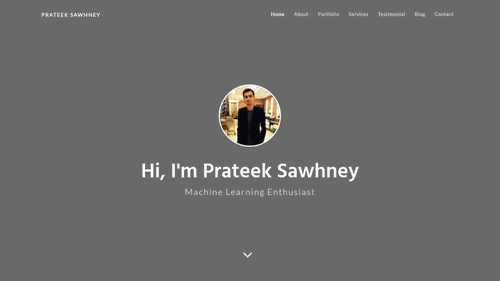 PRATEEK SAWHNEY
Home About Portfolio Services Testimonial Blog Contact
Hi, I'm Prateek Sawhney
Machine Learning Enthusiast